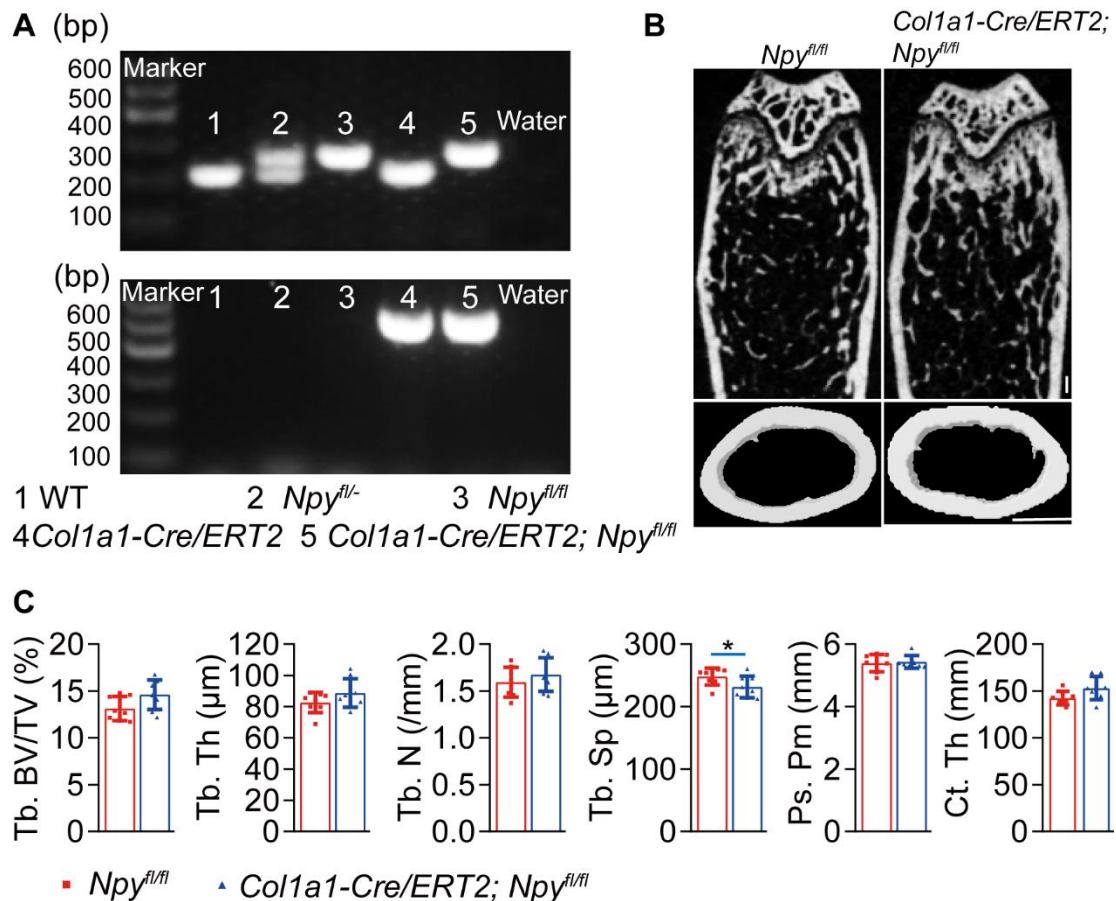 A (bp)
600
500
400
300
200
100
Marker
1 2 3 4 5 Water
(bp)
600
500
400
300
200
100
Marker
1 2 3 4 5 Water
1 WT 2 Npyfl/- 3 Npyfl/fl
4 Col1a1-Cre/ERT2 5 Col1a1-Cre/ERT2; Npyfl/fl
B
Npyfl/fl
Col1a1-Cre/ERT2;
Npyfl/fl
C
Tb. BV/TV (%)
20
15
10
5
0
Tb. Th (µm)
120
100
80
60
40
20
0
Tb. N (/mm)
2.0
1.5
1.0
0.5
0.0
Tb. Sp (µm)
300
200
100
0
*
Ps. Pm (mm)
6
4
2
0
Ct. Th (mm)
200
150
100
50
0
Npyfl/fl
Col1a1-Cre/ERT2; Npyfl/fl